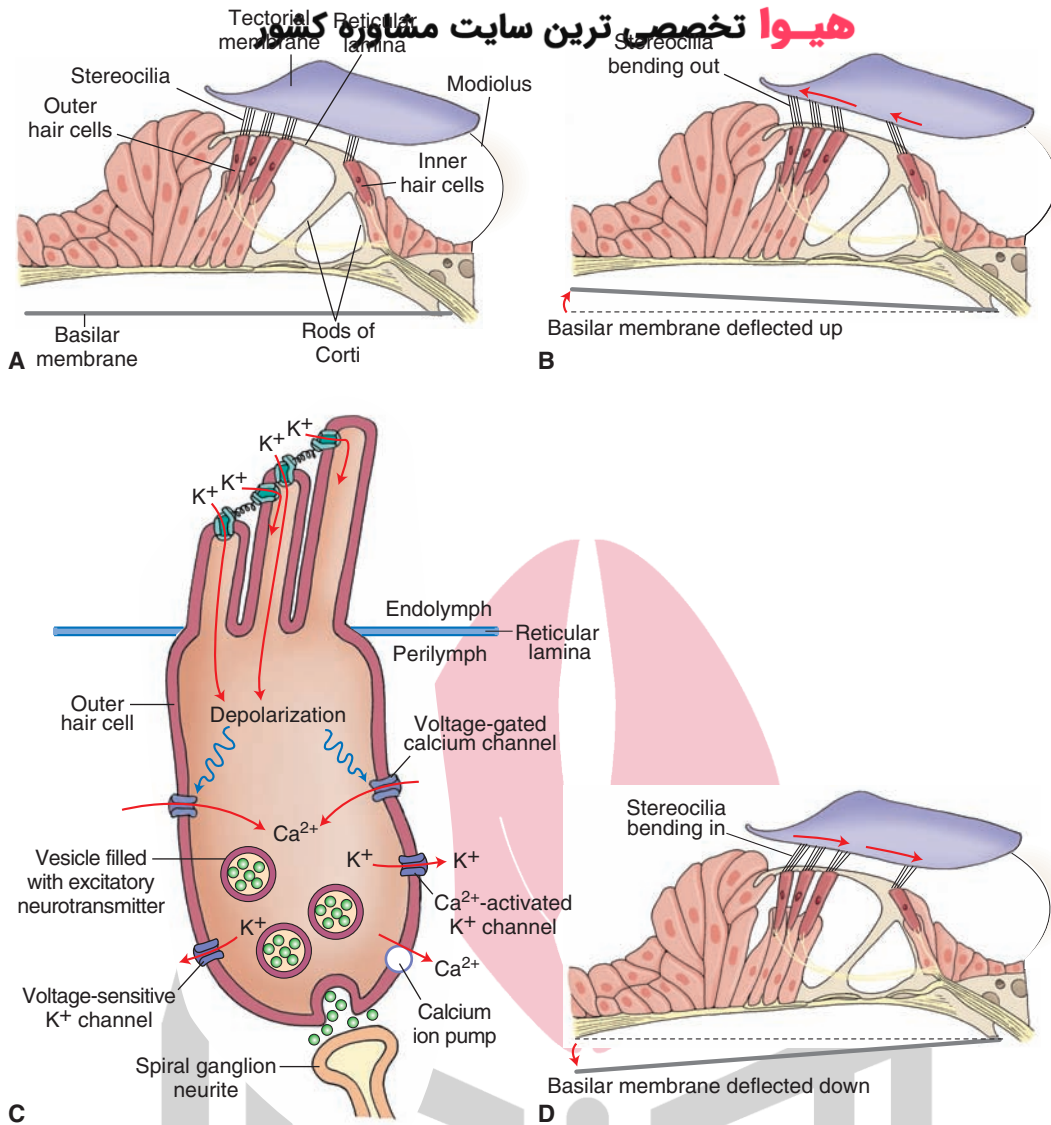 هیوا تخصصی ترین سایت مشاوره کشور
Tectorial
membrane
Reticular
lamina
Stereocilia
Outer
hair cells
Modiolus
Inner
hair cells
Basilar
membrane
Rods of
Corti
A
Stereocilia
bending out
Basilar membrane deflected up
B
K+
K+
K+
K+
K+
Endolymph
Reticular
lamina
Perilymph
Outer
hair cell
Depolarization
Voltage-gated
calcium channel
Ca2+
Vesicle filled
with excitatory
neurotransmitter
K+
K+
Ca2+-activated
K+ channel
K+
Ca2+
Voltage-sensitive
K+ channel
Calcium
ion pump
Spiral ganglion
neurite
C
Stereocilia
bending in
Basilar membrane deflected down
D